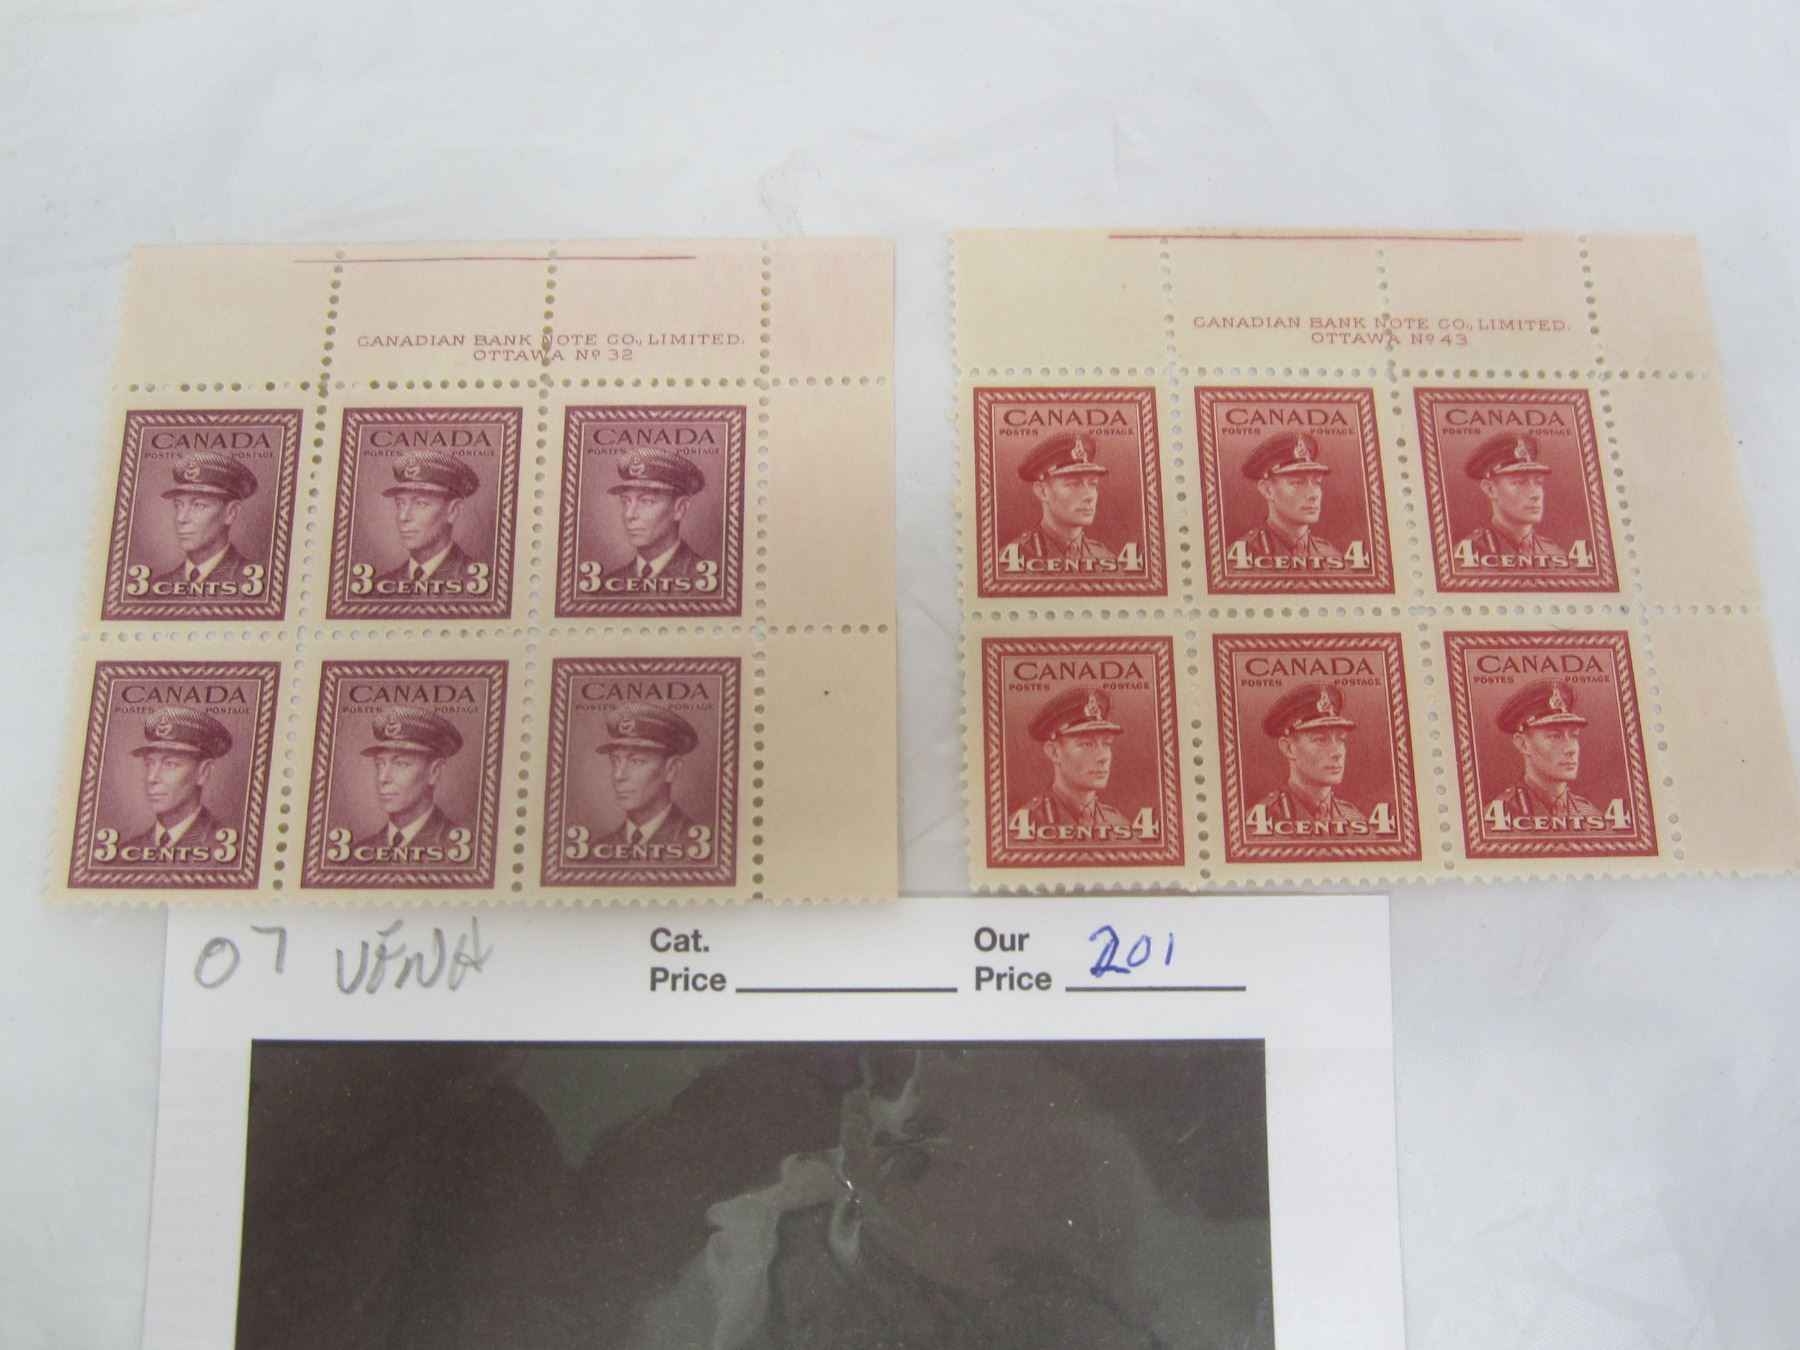 CANADIAN BANK NOTE CO., LIMITED.
OTTAWA Nº 32
CANADA CANADA CANADA
POSTES POSTAGE POSTES POSTAGE POSTES POSTAGE
3 CENTS 3 3 CENTS 3 3 CENTS 3
CANADA CANADA CANADA
POSTES POSTAGE POSTES POSTAGE POSTES POSTAGE
3 CENTS 3 3 CENTS 3 3 CENTS 3
CANADIAN BANK NOTE CO., LIMITED.
OTTAWA Nº 43
CANADA CANADA CANADA
POSTES POSTAGE POSTES POSTAGE POSTES POSTAGE
4 CENTS 4 4 CENTS 4 4 CENTS 4
CANADA CANADA CANADA
POSTES POSTAGE POSTES POSTAGE POSTES POSTAGE
4 CENTS 4 4 CENTS 4 4 CENTS 4
07 VFNH
Cat.
Price
Our
Price 201